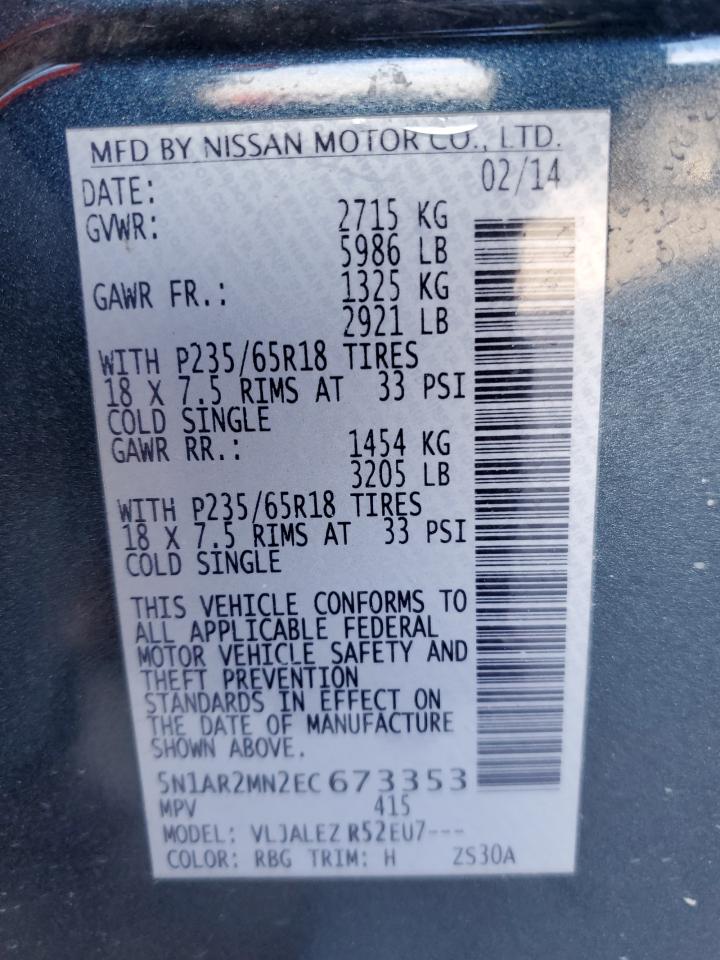 MFD BY NISSAN MOTOR CO., LTD.
DATE: 02/14
GVWR: 2715 KG
5986 LB
GAWR FR.: 1325 KG
2921 LB
WITH P235/65R18 TIRES
18 X 7.5 RIMS AT 33 PSI
COLD SINGLE
GAWR RR.: 1454 KG
3205 LB
WITH P235/65R18 TIRES
18 X 7.5 RIMS AT 33 PSI
COLD SINGLE
THIS VEHICLE CONFORMS TO
ALL APPLICABLE FEDERAL
MOTOR VEHICLE SAFETY AND
THEFT PREVENTION
STANDARDS IN EFFECT ON
THE DATE OF MANUFACTURE
SHOWN ABOVE.
5N1AR2MN2EC673353
MPV 415
MODEL: VLJALEZ R52EU7---
COLOR: RBG TRIM: H ZS30A